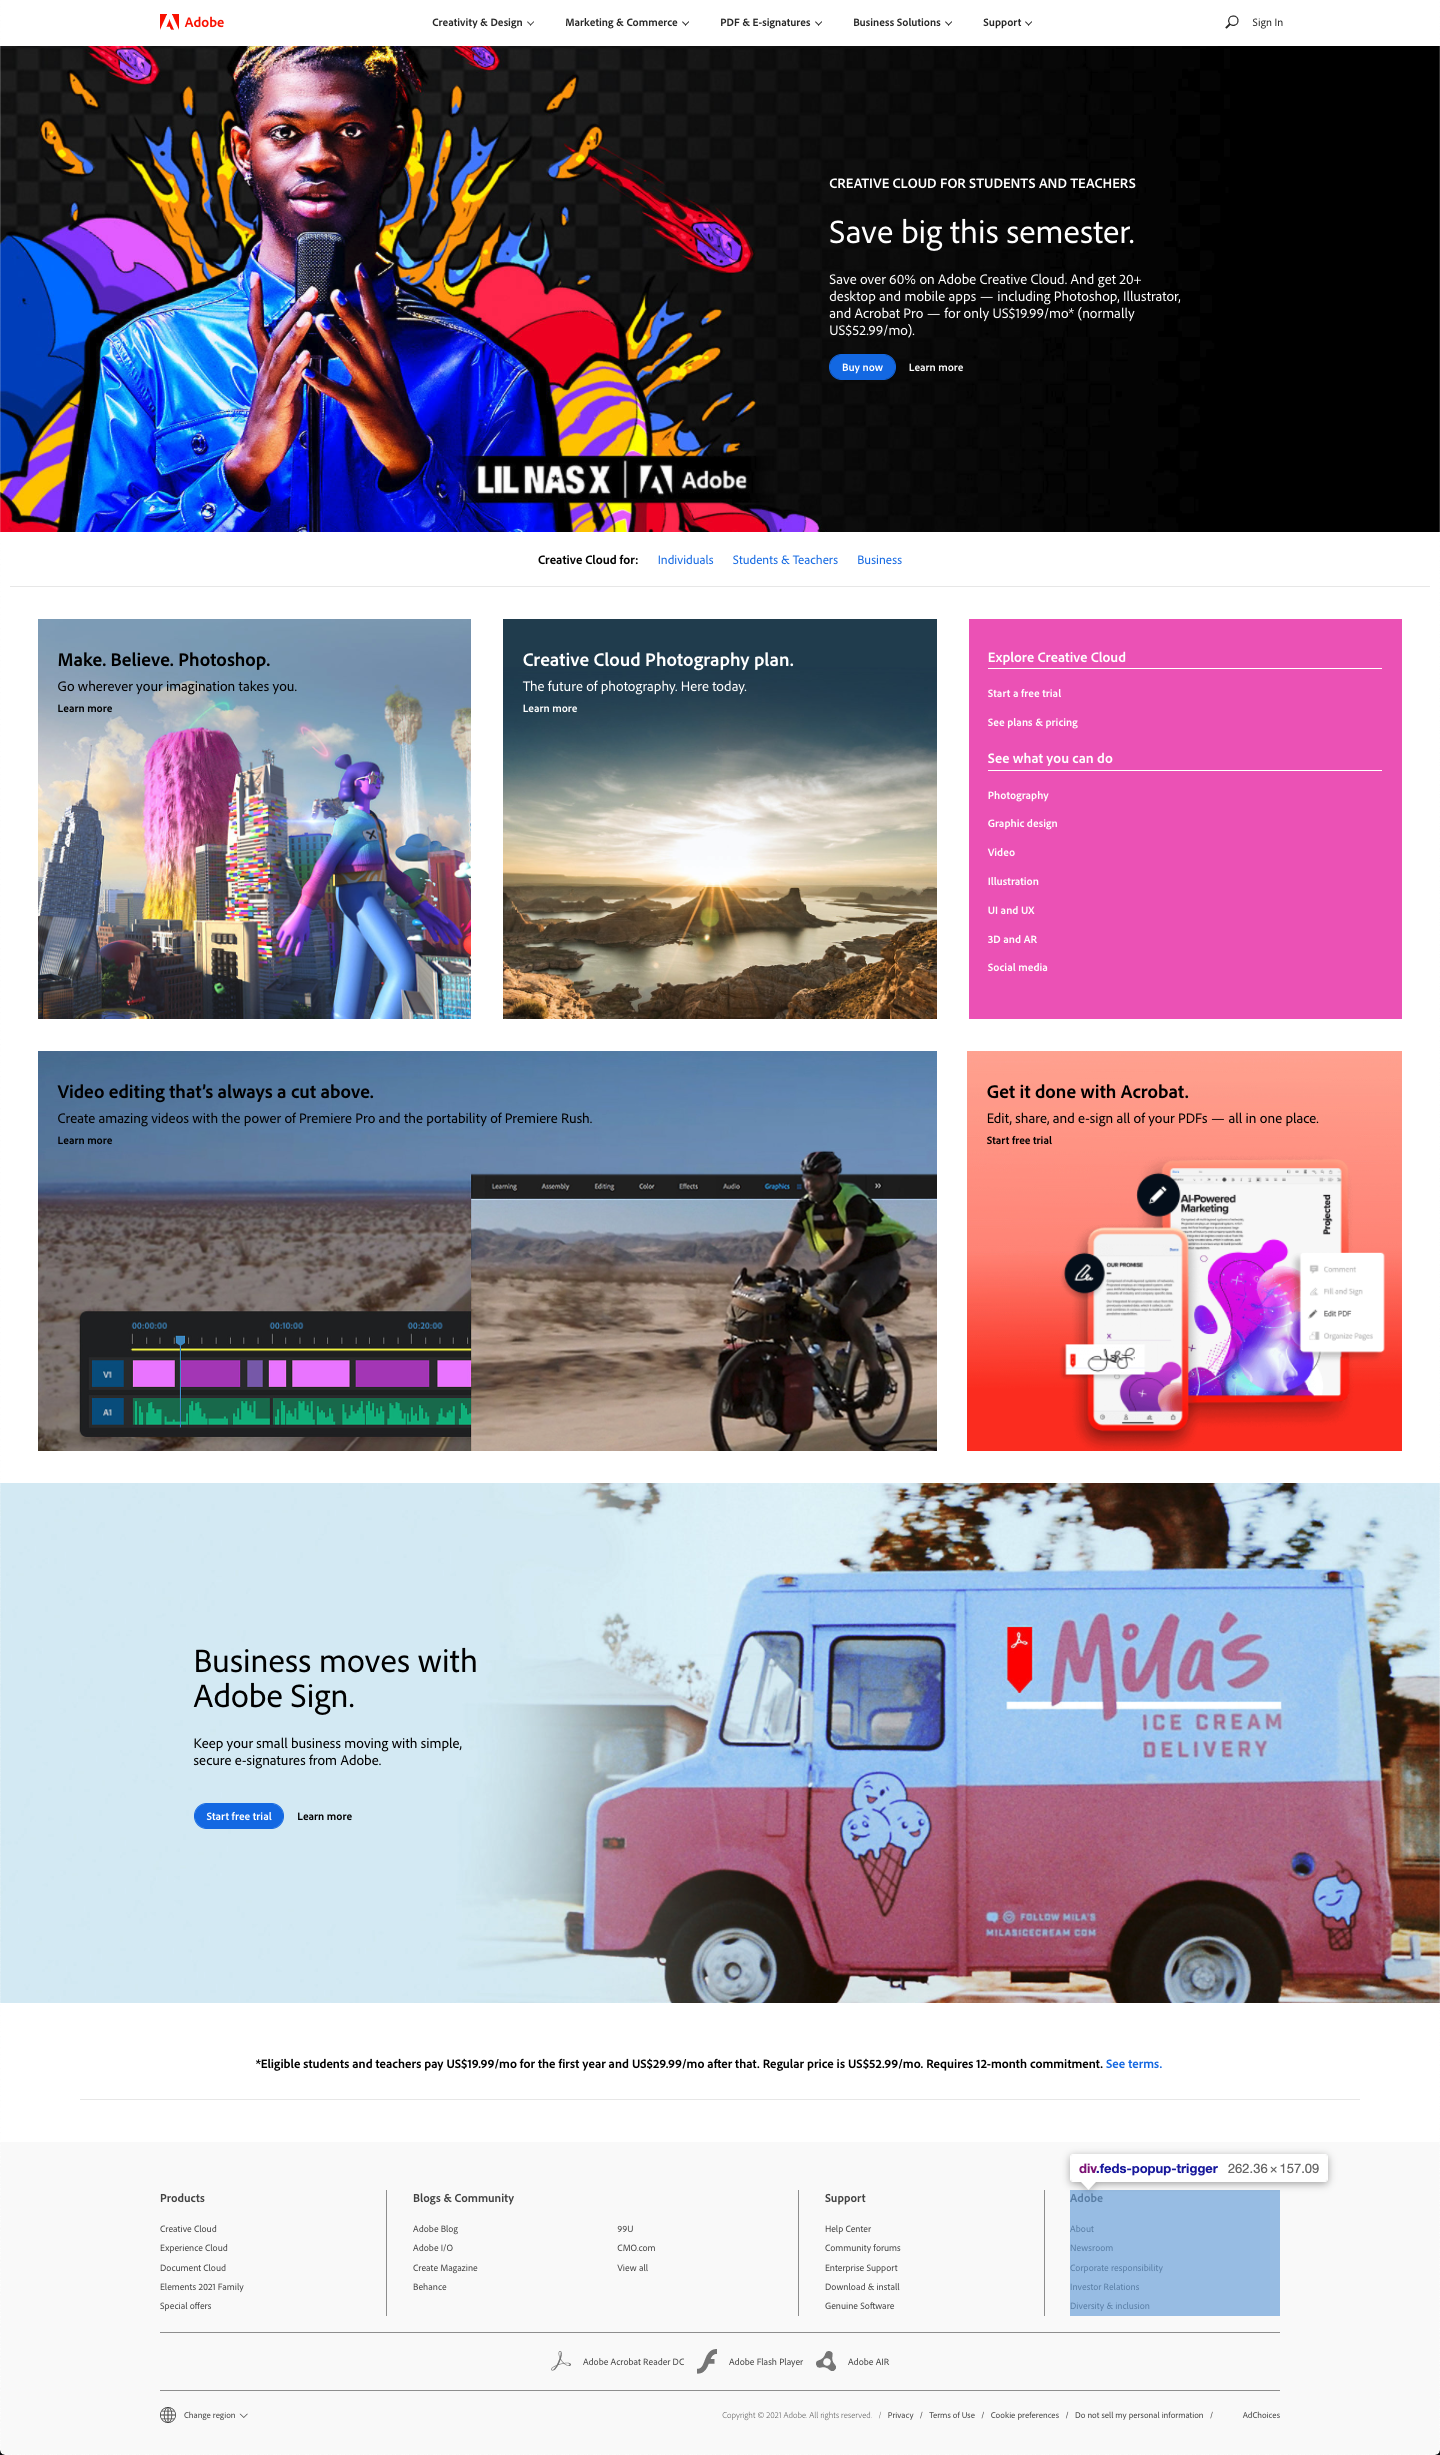 Adobe
Creativity & Design
Marketing & Commerce
PDF & E-signatures
Business Solutions
Support
Sign In
CREATIVE CLOUD FOR STUDENTS AND TEACHERS
Save big this semester.
Save over 60% on Adobe Creative Cloud. And get 20+
desktop and mobile apps — including Photoshop, Illustrator,
and Acrobat Pro — for only US$19.99/mo* (normally
US$52.99/mo).
Buy now
Learn more
LIL NAS X | Adobe
Creative Cloud for:
Individuals
Students & Teachers
Business
Make. Believe. Photoshop.
Go wherever your imagination takes you.
Learn more
Creative Cloud Photography plan.
The future of photography. Here today.
Learn more
Explore Creative Cloud
Start a free trial
See plans & pricing
See what you can do
Photography
Graphic design
Video
Illustration
UI and UX
3D and AR
Social media
Video editing that's always a cut above.
Create amazing videos with the power of Premiere Pro and the portability of Premiere Rush.
Learn more
Learning
Assembly
Editing
Color
Effects
Audio
Graphics
»
00:00:00
00:10:00
00:20:00
V1
A1
Get it done with Acrobat.
Edit, share, and e-sign all of your PDFs — all in one place.
Start free trial
AI-Powered
Marketing
Projected
OUR PROMISE
X
Comment
Fill and Sign
Edit PDF
Organize Pages
Business moves with
Adobe Sign.
Keep your small business moving with simple,
secure e-signatures from Adobe.
Start free trial
Learn more
Mila's
ICE CREAM
DELIVERY
FOLLOW MILA'S
MILASICECREAM COM
*Eligible students and teachers pay US$19.99/mo for the first year and US$29.99/mo after that. Regular price is US$52.99/mo. Requires 12-month commitment. See terms.
div.feds-popup-trigger 262.36 × 157.09
Products
Creative Cloud
Experience Cloud
Document Cloud
Elements 2021 Family
Special offers
Blogs & Community
Adobe Blog
Adobe I/O
Create Magazine
Behance
99U
CMO.com
View all
Support
Help Center
Community forums
Enterprise Support
Download & install
Genuine Software
Adobe
About
Newsroom
Corporate responsibility
Investor Relations
Diversity & inclusion
Adobe Acrobat Reader DC
Adobe Flash Player
Adobe AIR
Change region
Copyright © 2021 Adobe. All rights reserved. / Privacy / Terms of Use / Cookie preferences / Do not sell my personal information / AdChoices